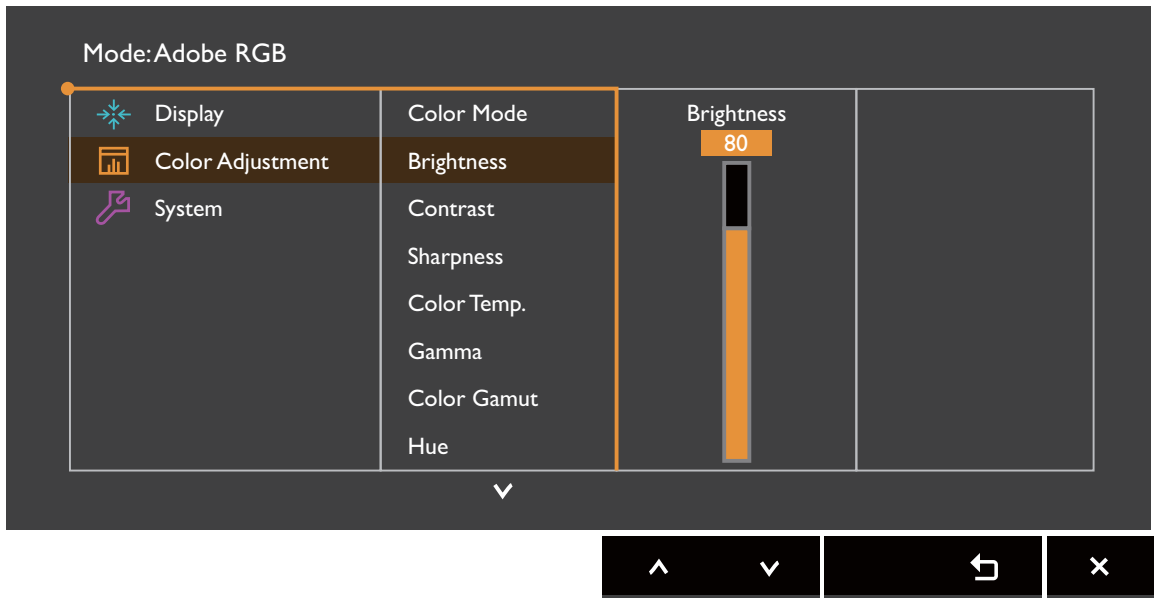 Mode: Adobe RGB
Display
Color Adjustment
System
Color Mode
Brightness
Contrast
Sharpness
Color Temp.
Gamma
Color Gamut
Hue
Brightness
80